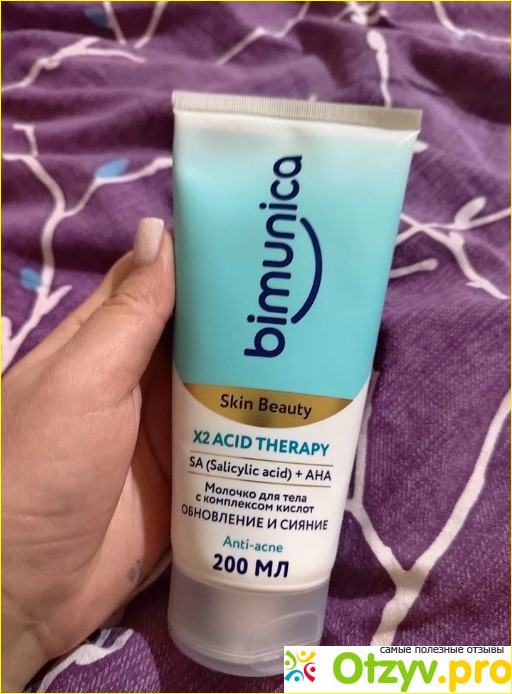 bimunica
Skin Beauty
X2 ACID THERAPY
SA (Salicylic acid) + AHA
Молочко для тела
с комплексом кислот
ОБНОВЛЕНИЕ И СИЯНИЕ
Anti-acne
200 МЛ
самые полезные отзывы
Otzyv.pro